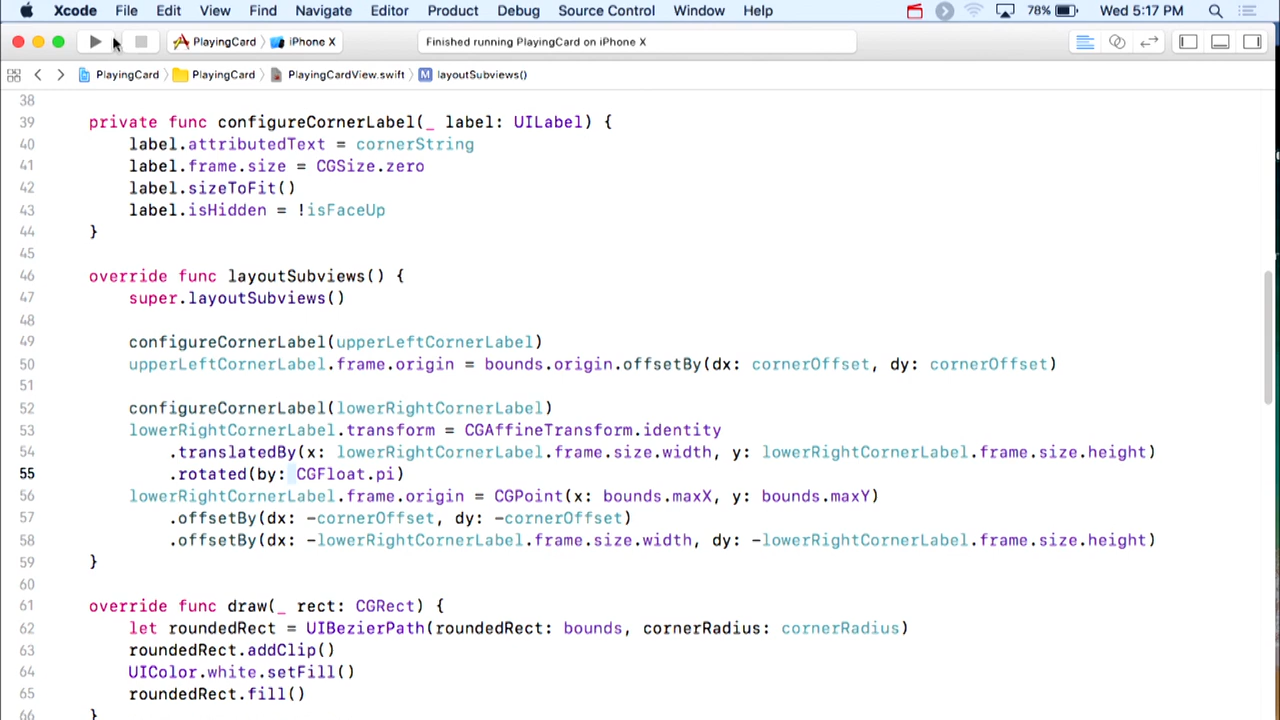 Xcode File Edit View Find Navigate Editor Product Debug Source Control Window Help 78% Wed 5:17 PM
PlayingCard iPhone X Finished running PlayingCard on iPhone X
PlayingCard PlayingCard PlayingCardView.swift M layoutSubviews()
38
39 private func configureCornerLabel(_ label: UILabel) {
40 label.attributedText = cornerString
41 label.frame.size = CGSize.zero
42 label.sizeToFit()
43 label.isHidden = !isFaceUp
44 }
45
46 override func layoutSubviews() {
47 super.layoutSubviews()
48
49 configureCornerLabel(upperLeftCornerLabel)
50 upperLeftCornerLabel.frame.origin = bounds.origin.offsetBy(dx: cornerOffset, dy: cornerOffset)
51
52 configureCornerLabel(lowerRightCornerLabel)
53 lowerRightCornerLabel.transform = CGAffineTransform.identity
54 .translatedBy(x: lowerRightCornerLabel.frame.size.width, y: lowerRightCornerLabel.frame.size.height)
55 .rotated(by: CGFloat.pi)
56 lowerRightCornerLabel.frame.origin = CGPoint(x: bounds.maxX, y: bounds.maxY)
57 .offsetBy(dx: -cornerOffset, dy: -cornerOffset)
58 .offsetBy(dx: -lowerRightCornerLabel.frame.size.width, dy: -lowerRightCornerLabel.frame.size.height)
59 }
60
61 override func draw(_ rect: CGRect) {
62 let roundedRect = UIBezierPath(roundedRect: bounds, cornerRadius: cornerRadius)
63 roundedRect.addClip()
64 UIColor.white.setFill()
65 roundedRect.fill()
66 }